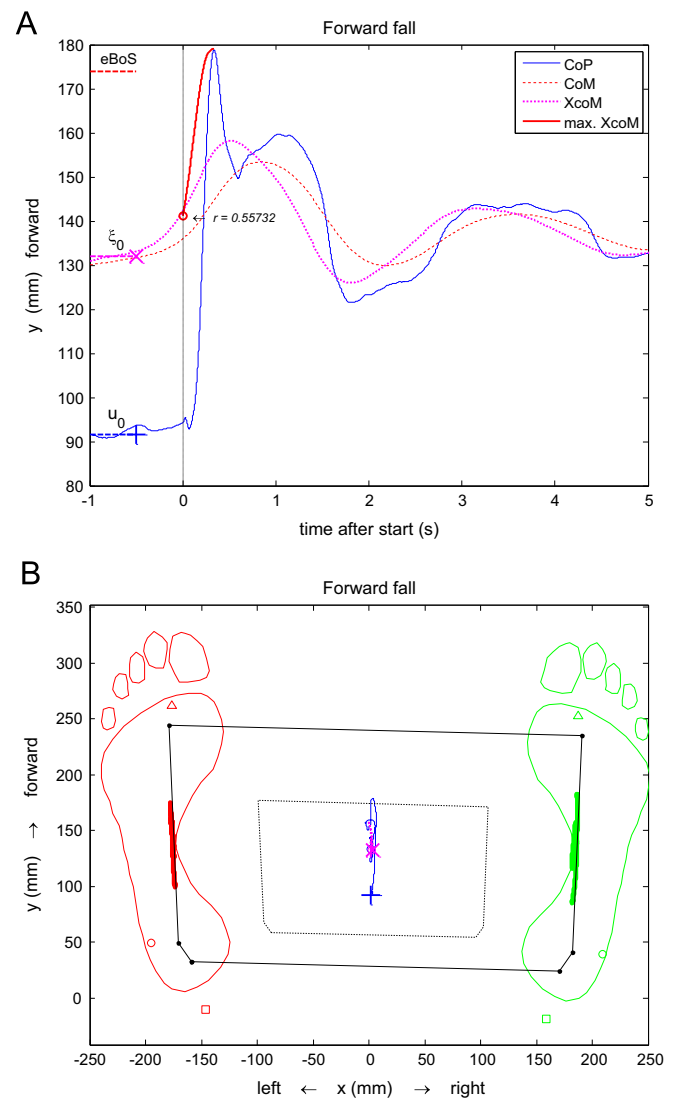 A
Forward fall
180
170
160
150
140
130
120
110
100
90
80
y (mm) forward
eBoS
ξ0
u0
← r = 0.55732
CoP
CoM
XcoM
max. XcoM
-1 0 1 2 3 4 5
time after start (s)
B
Forward fall
350
300
250
200
150
100
50
0
y (mm) → forward
-250 -200 -150 -100 -50 0 50 100 150 200 250
left ← x (mm) → right